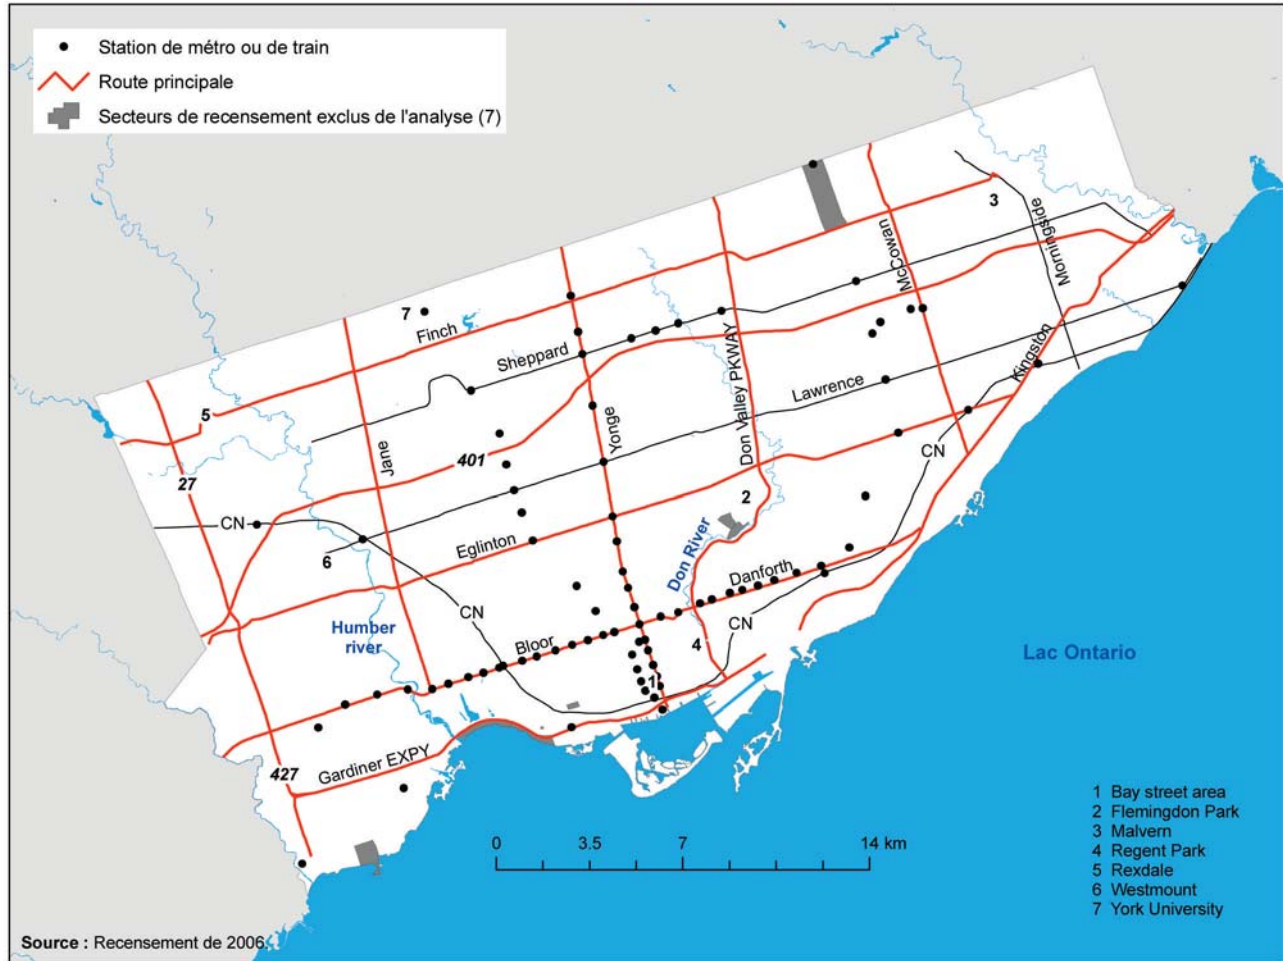 Station de métro ou de train
Route principale
Secteurs de recensement exclus de l'analyse (7)
3
McCowan
Morningside
7
Finch
Sheppard
Don Valley PKWAY
Kingston
Lawrence
5
Yonge
Jane
401
CN
27
2
CN
Eglinton
6
Don River
Danforth
CN
CN
Humber
river
Bloor
4
1
Lac Ontario
Gardiner EXPY
427
0 3.5 7 14 km
1 Bay street area
2 Flemingdon Park
3 Malvern
4 Regent Park
5 Rexdale
6 Westmount
7 York University
Source : Recensement de 2006.